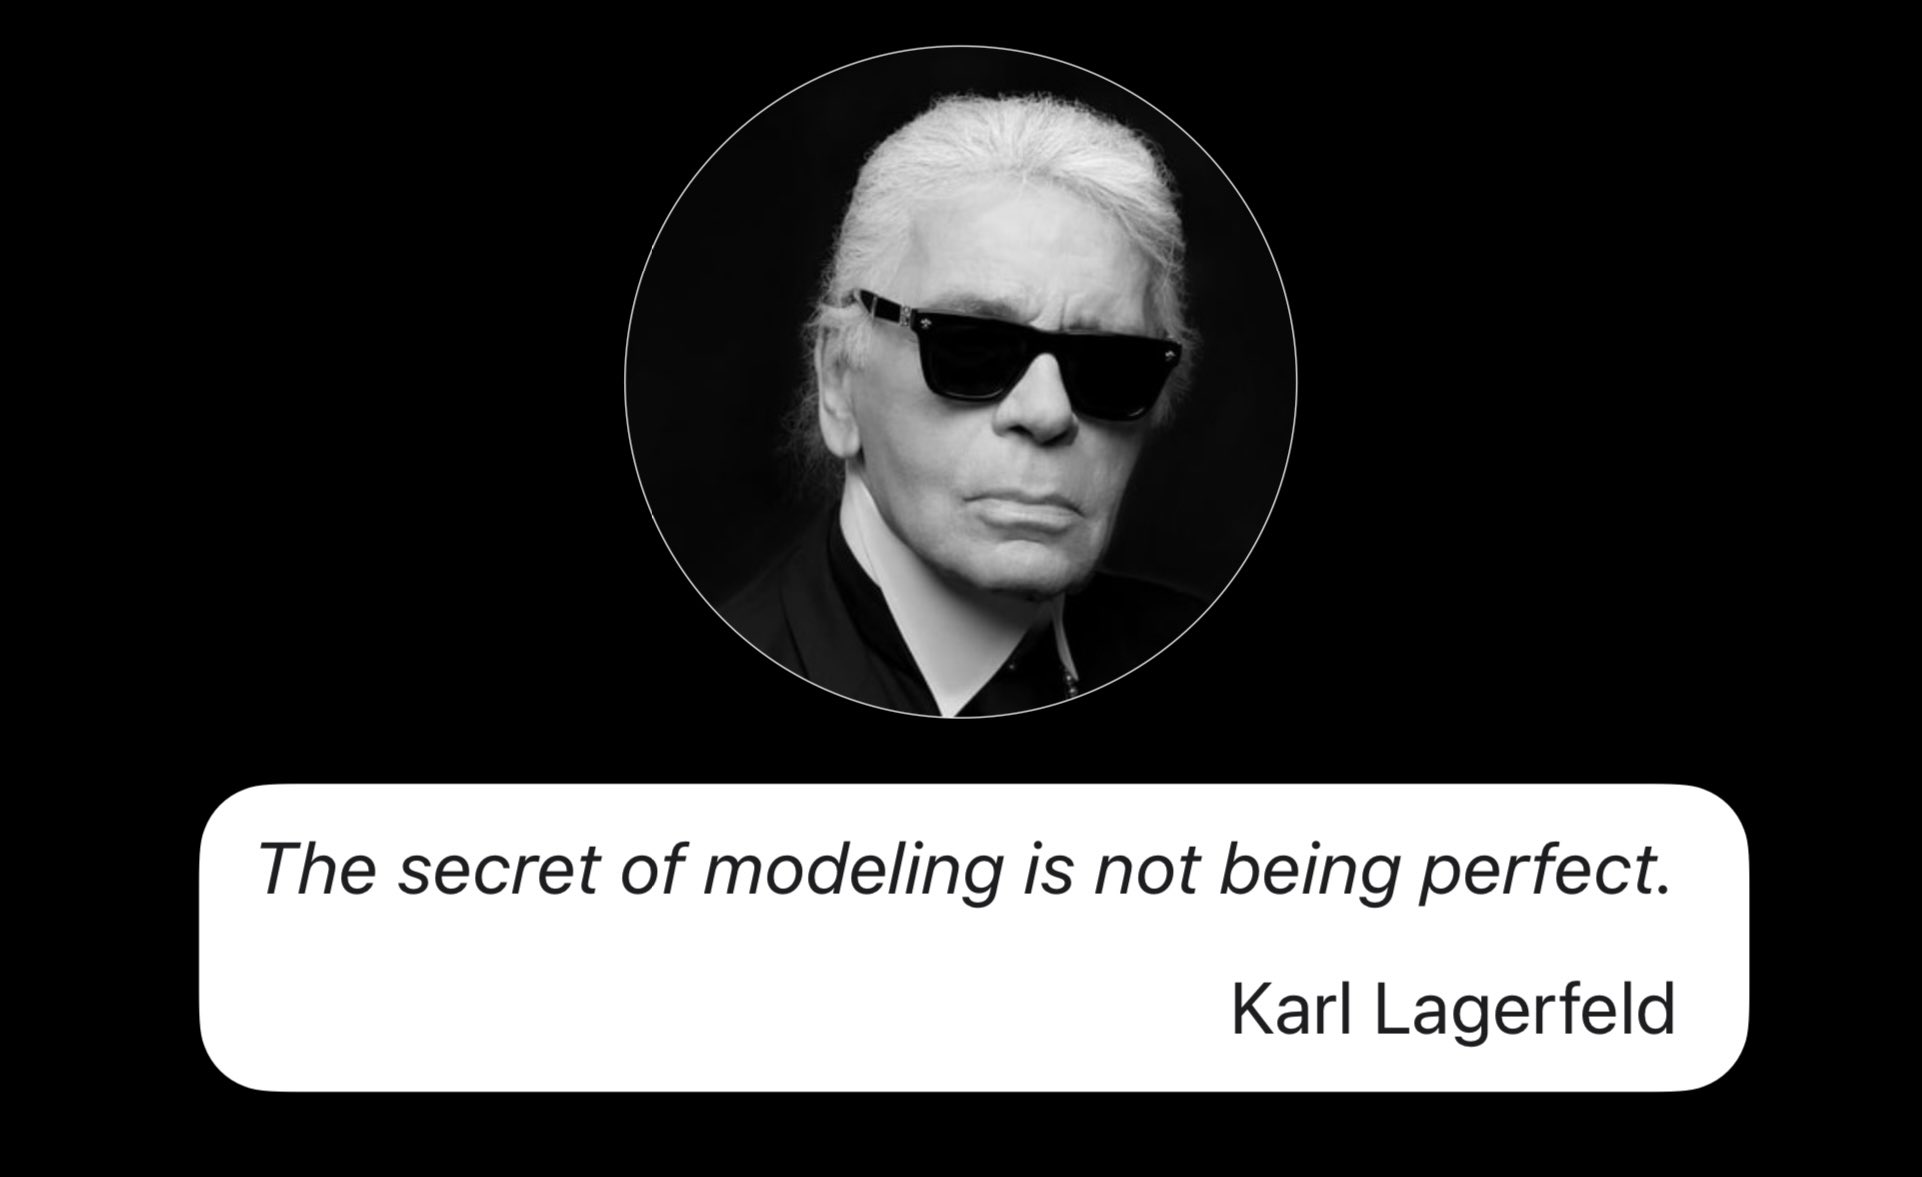 The secret of modeling is not being perfect.
Karl Lagerfeld